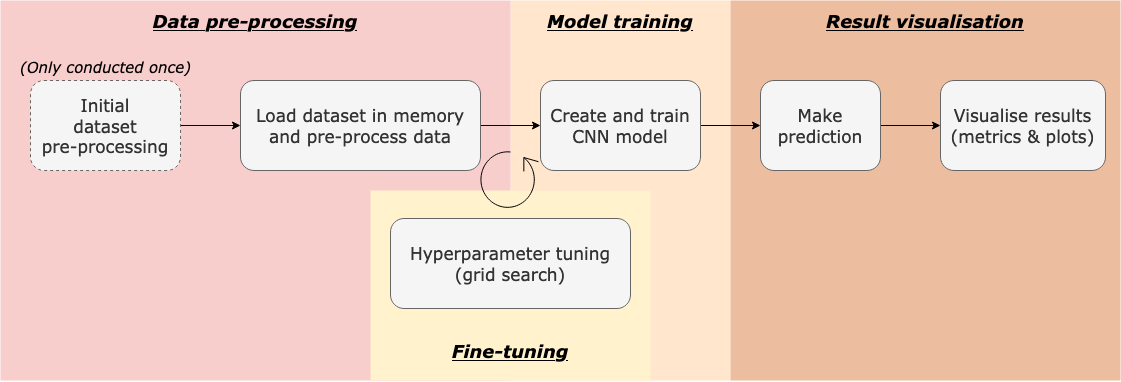 Data pre-processing
Model training
Result visualisation
(Only conducted once)
Initial
dataset
pre-processing
Load dataset in memory
and pre-process data
Create and train
CNN model
Make
prediction
Visualise results
(metrics & plots)
Hyperparameter tuning
(grid search)
Fine-tuning